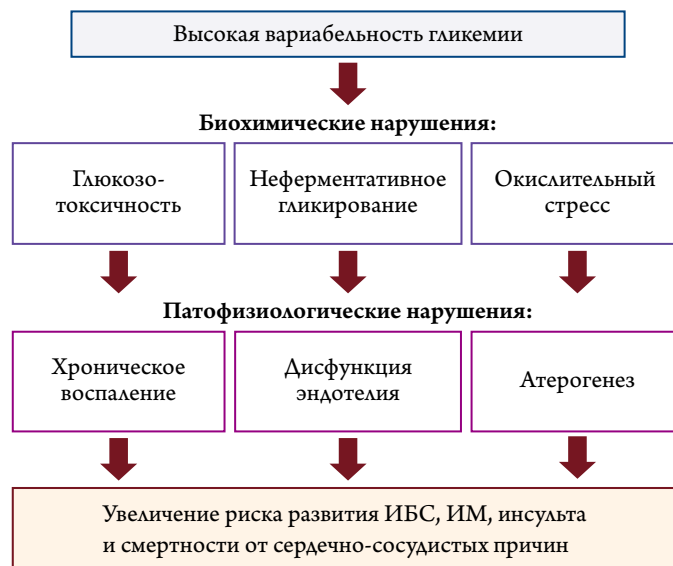 Высокая вариабельность гликемии
Биохимические нарушения:
Глюкозо-
токсичность
Неферментативное
гликирование
Окислительный
стресс
Патофизиологические нарушения:
Хроническое
воспаление
Дисфункция
эндотелия
Атерогенез
Увеличение риска развития ИБС, ИМ, инсульта
и смертности от сердечно-сосудистых причин